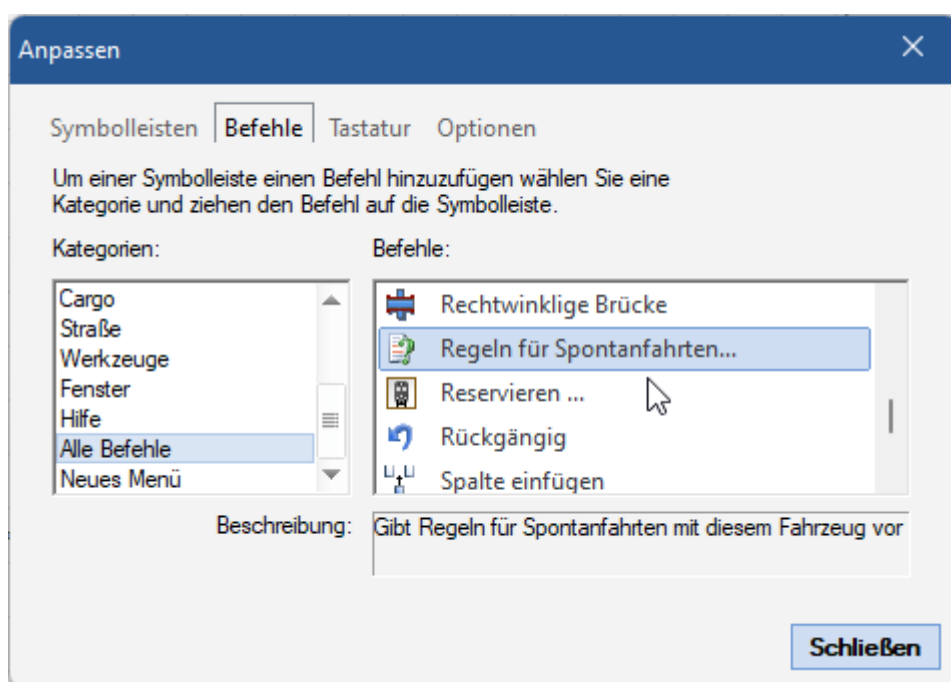 Anpassen
Symbolleisten Befehle Tastatur Optionen
Um einer Symbolleiste einen Befehl hinzuzufügen wählen Sie eine
Kategorie und ziehen den Befehl auf die Symbolleiste.
Kategorien:
Cargo
Straße
Werkzeuge
Fenster
Hilfe
Alle Befehle
Neues Menü
Befehle:
Rechtwinklige Brücke
Regeln für Spontanfahrten...
Reservieren ...
Rückgängig
Spalte einfügen
Beschreibung:
Gibt Regeln für Spontanfahrten mit diesem Fahrzeug vor
Schließen